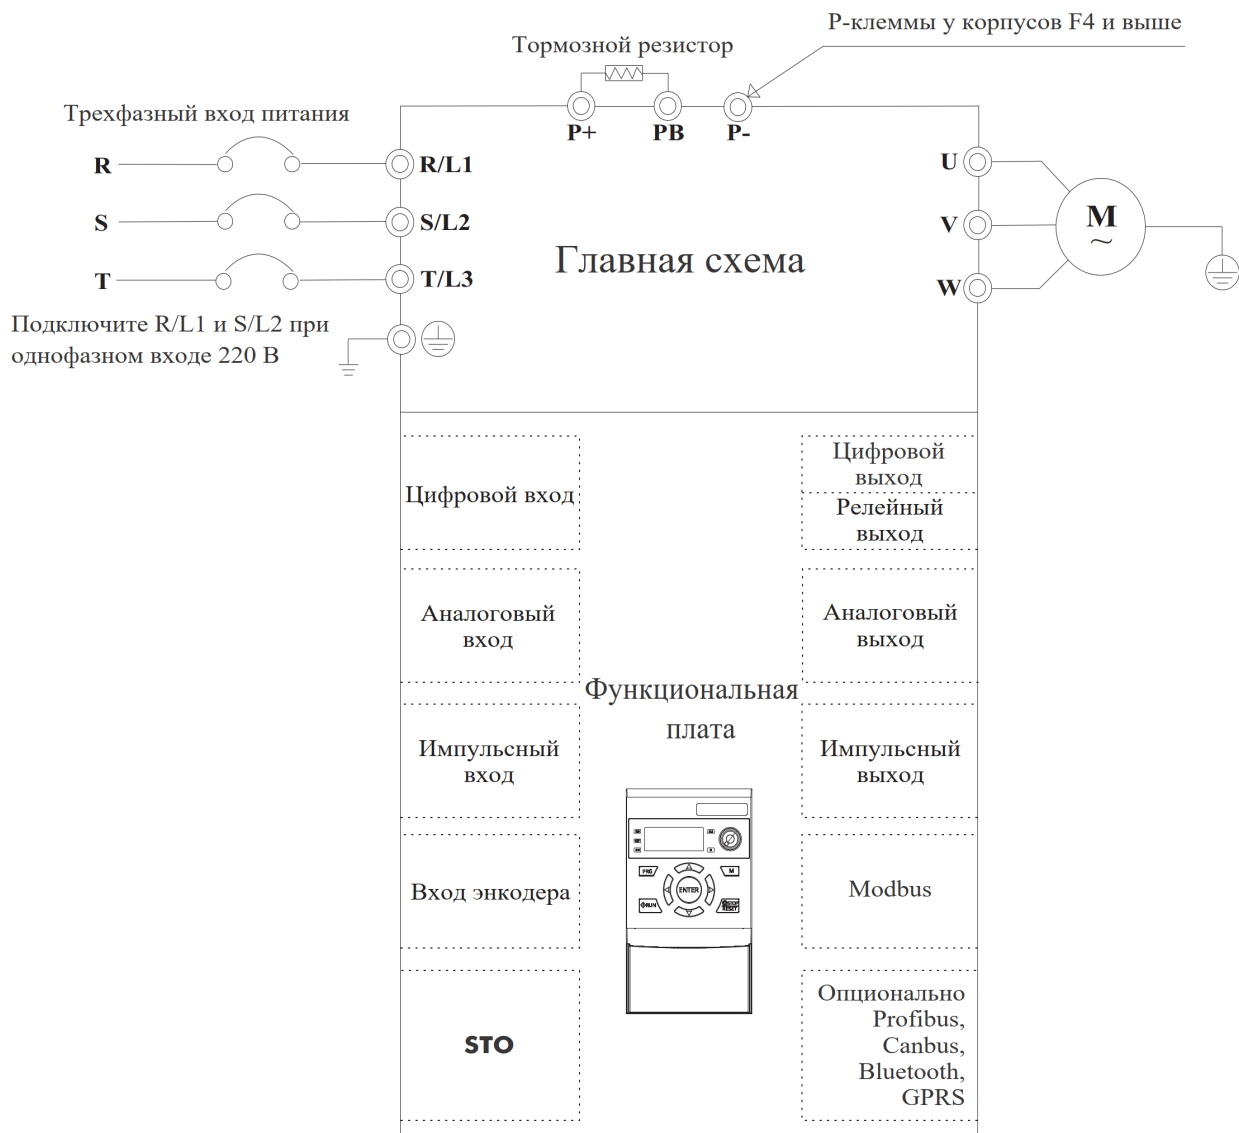 P-клеммы у корпусов F4 и выше
Тормозной резистор
Трехфазный вход питания
P+
PB
P-
R
R/L1
S
S/L2
T
T/L3
U
V
W
M
~
Главная схема
Подключите R/L1 и S/L2 при
однофазном входе 220 В
Цифровой вход
Цифровой
выход
Релейный
выход
Аналоговый
вход
Аналоговый
выход
Функциональная
плата
Импульсный
вход
Импульсный
выход
PRG
M
ENTER
RUN
STOP
RESET
Вход энкодера
Modbus
STO
Опционально
Profibus,
Canbus,
Bluetooth,
GPRS